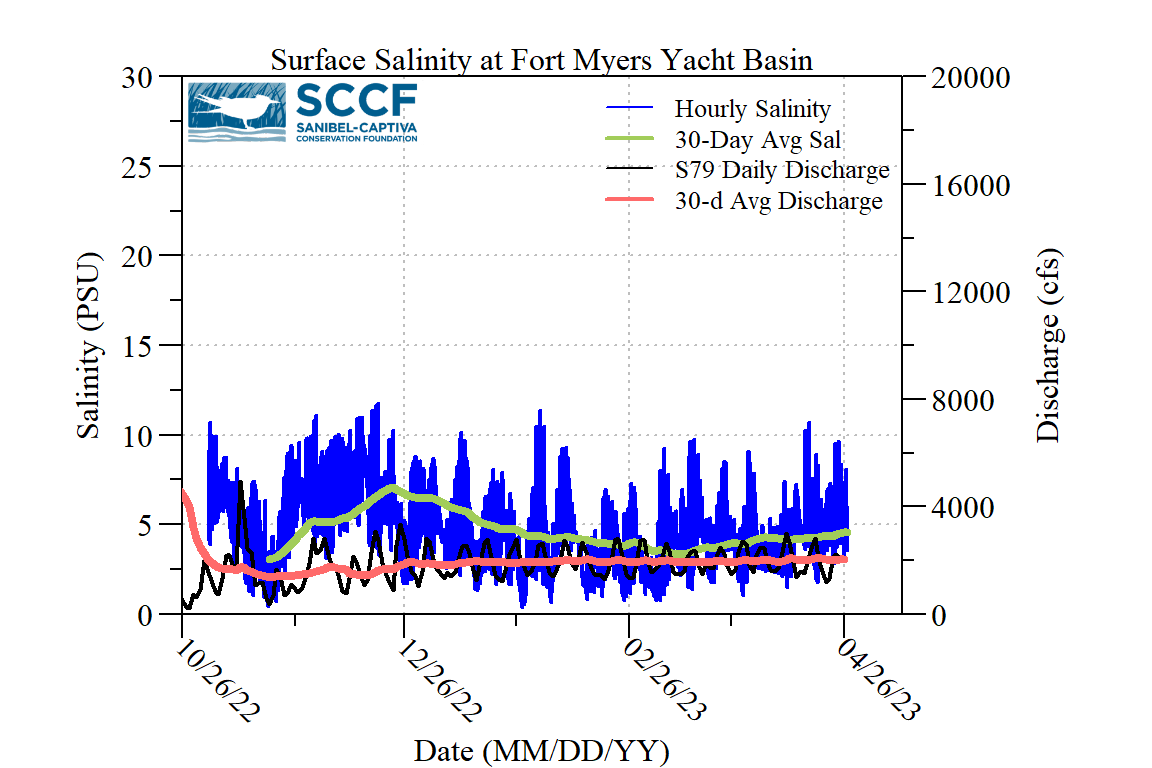 Surface Salinity at Fort Myers Yacht Basin
SCCF
SANIBEL-CAPTIVA
CONSERVATION FOUNDATION
Hourly Salinity
30-Day Avg Sal
S79 Daily Discharge
30-d Avg Discharge
Salinity (PSU)
30
25
20
15
10
5
0
Discharge (cfs)
20000
16000
12000
8000
4000
0
10/26/22
12/26/22
02/26/23
04/26/23
Date (MM/DD/YY)